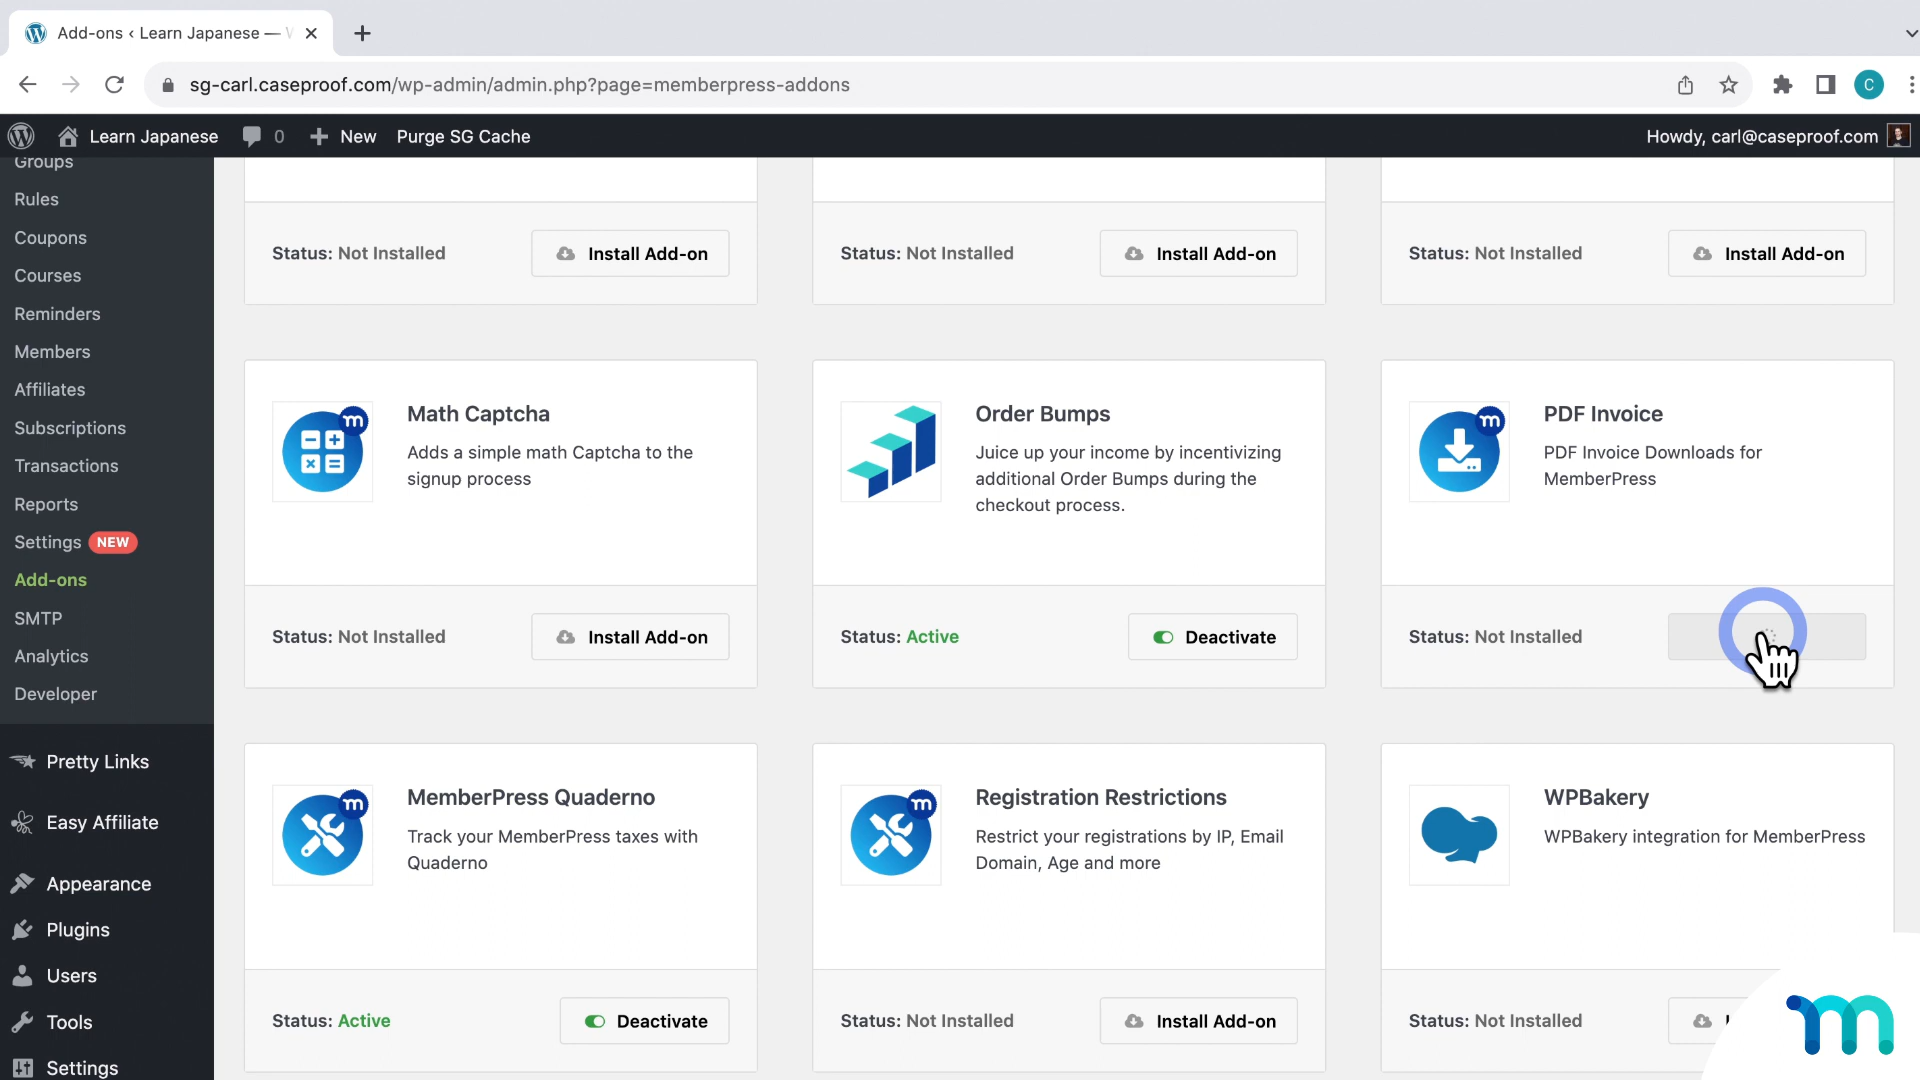 Add-ons ‹ Learn Japanese —
sg-carl.caseproof.com/wp-admin/admin.php?page=memberpress-addons
C
Learn Japanese
0
New
Purge SG Cache
Howdy, carl@caseproof.com
Groups
Rules
Coupons
Courses
Reminders
Members
Affiliates
Subscriptions
Transactions
Reports
Settings NEW
Add-ons
SMTP
Analytics
Developer
Pretty Links
Easy Affiliate
Appearance
Plugins
Users
Tools
Settings
Status: Not Installed
Install Add-on
Status: Not Installed
Install Add-on
Status: Not Installed
Install Add-on
m
Math Captcha
Adds a simple math Captcha to the
signup process
Status: Not Installed
Install Add-on
Order Bumps
Juice up your income by incentivizing
additional Order Bumps during the
checkout process.
Status: Active
Deactivate
m
PDF Invoice
PDF Invoice Downloads for
MemberPress
Status: Not Installed
m
MemberPress Quaderno
Track your MemberPress taxes with
Quaderno
Status: Active
Deactivate
m
Registration Restrictions
Restrict your registrations by IP, Email
Domain, Age and more
Status: Not Installed
Install Add-on
WPBakery
WPBakery integration for MemberPress
Status: Not Installed
m